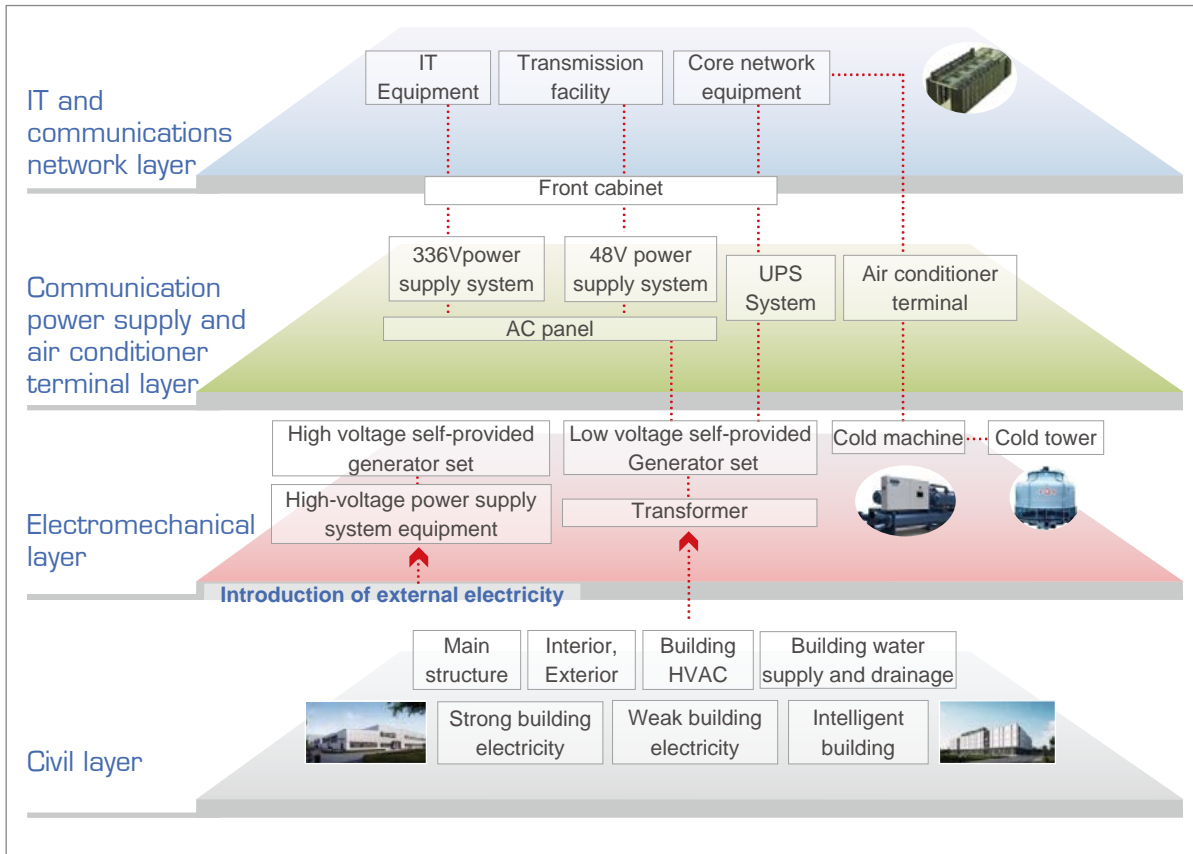 IT and
communications
network layer
IT
Equipment
Transmission
facility
Core network
equipment
Front cabinet
Communication
power supply and
air conditioner
terminal layer
336Vpower
supply system
48V power
supply system
UPS
System
Air conditioner
terminal
AC panel
Electromechanical
layer
High voltage self-provided
generator set
Low voltage self-provided
Generator set
Cold machine
Cold tower
High-voltage power supply
system equipment
Transformer
Introduction of external electricity
Civil layer
Main
structure
Interior,
Exterior
Building
HVAC
Building water
supply and drainage
Strong building
electricity
Weak building
electricity
Intelligent
building